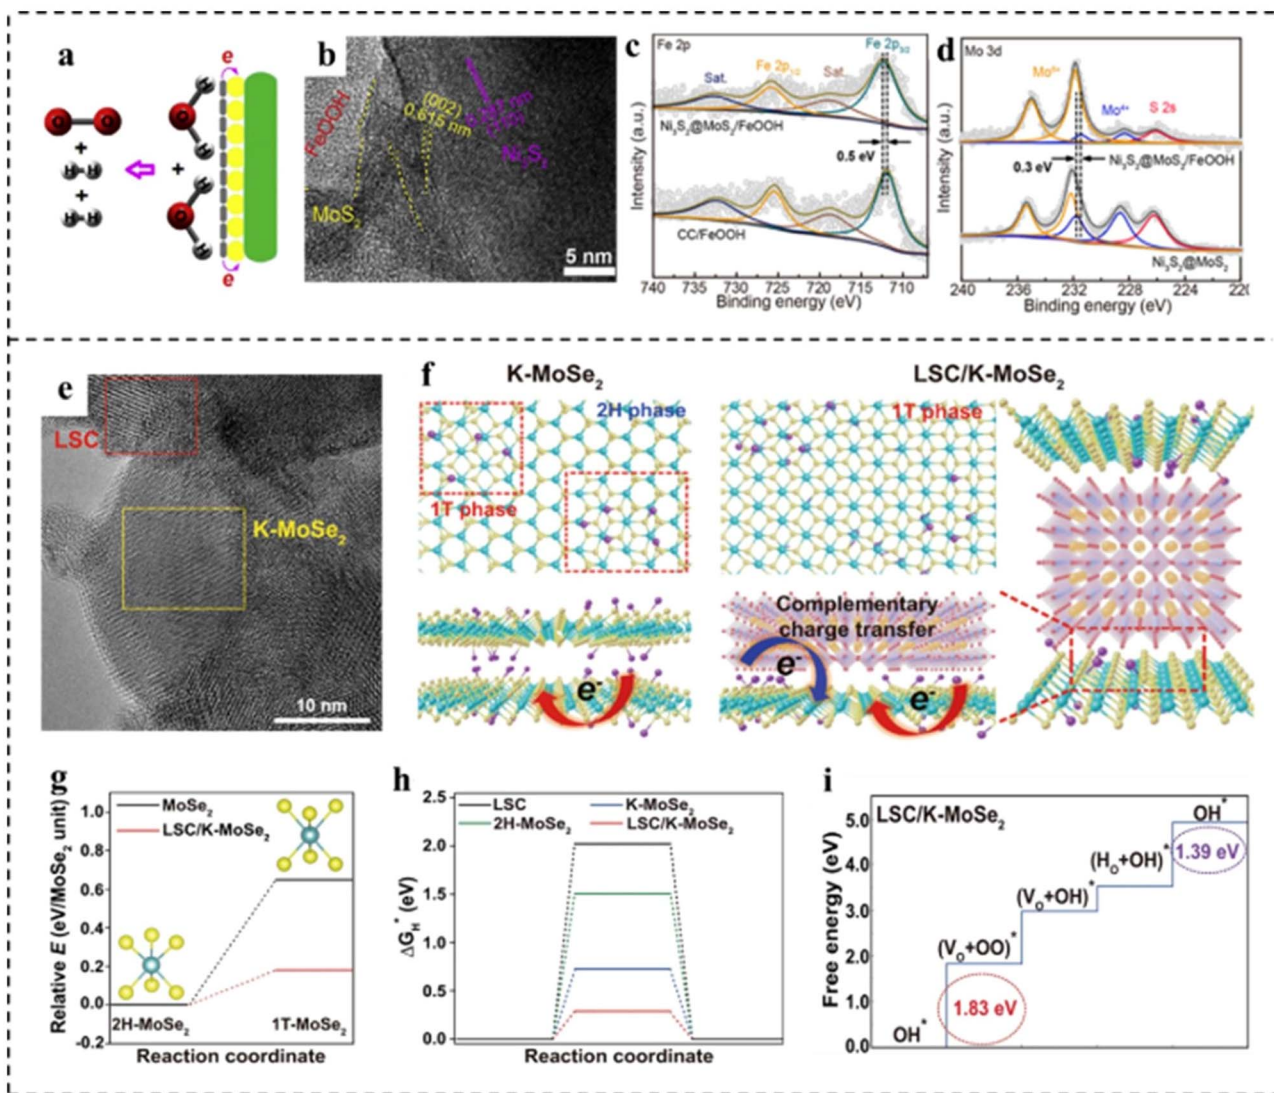 a
e
O
O
H
H
+
H-H
+
H-H
+
O
H
H
O
H
e
b
FeOOH
MoS₂
(002)
0.615 nm
Ni₃S₂
5 nm
c
Fe 2p
Fe 2p₃/₂
Fe 2p₁/₂
Sat.
Sat.
Ni₃S₂@MoS₂/FeOOH
0.5 eV
CC/FeOOH
Intensity (a.u.)
740 735 730 725 720 715 710
Binding energy (eV)
d
Mo 3d
Mo⁴⁺
S 2s
Ni₃S₂@MoS₂/FeOOH
0.3 eV
Ni₃S₂@MoS₂
Intensity (a.u.)
240 236 232 228 224 220
Binding energy (eV)
e
LSC
K-MoSe₂
10 nm
f
K-MoSe₂
2H phase
1T phase
e⁻
LSC/K-MoSe₂
1T phase
Complementary
charge transfer
e⁻
e⁻
g
Relative E (eV/MoSe₂ unit)
MoSe₂
LSC/K-MoSe₂
1.0
0.8
0.6
0.4
0.2
0.0
-0.2
2H-MoSe₂
1T-MoSe₂
Reaction coordinate
h
LSC
K-MoSe₂
2H-MoSe₂
LSC/K-MoSe₂
ΔG_H* (eV)
2.5
2.0
1.5
1.0
0.5
0.0
Reaction coordinate
i
LSC/K-MoSe₂
Free energy (eV)
5.0
4.0
3.0
2.0
1.0
0.0
OH*
1.83 eV
(V_O+OO)*
(V_O+OH)*
(H_O+OH)*
OH*
1.39 eV